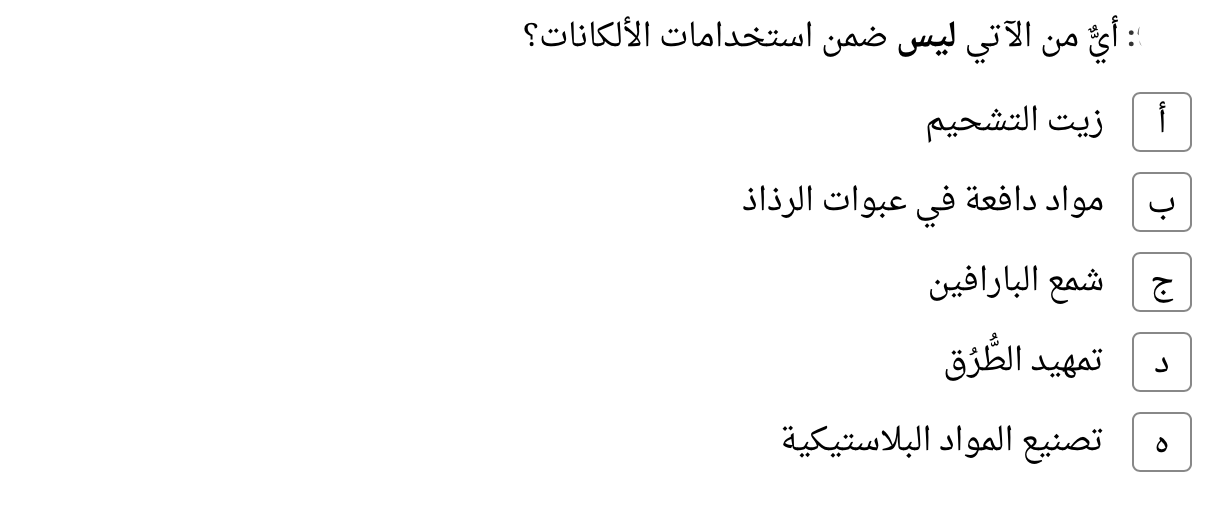 : أيٌّ من الآتي ليس ضمن استخدامات الألكانات؟
أ زيت التشحيم
ب مواد دافعة في عبوات الرذاذ
ج شمع البارافين
د تمهيد الطُّرُق
ه تصنيع المواد البلاستيكية